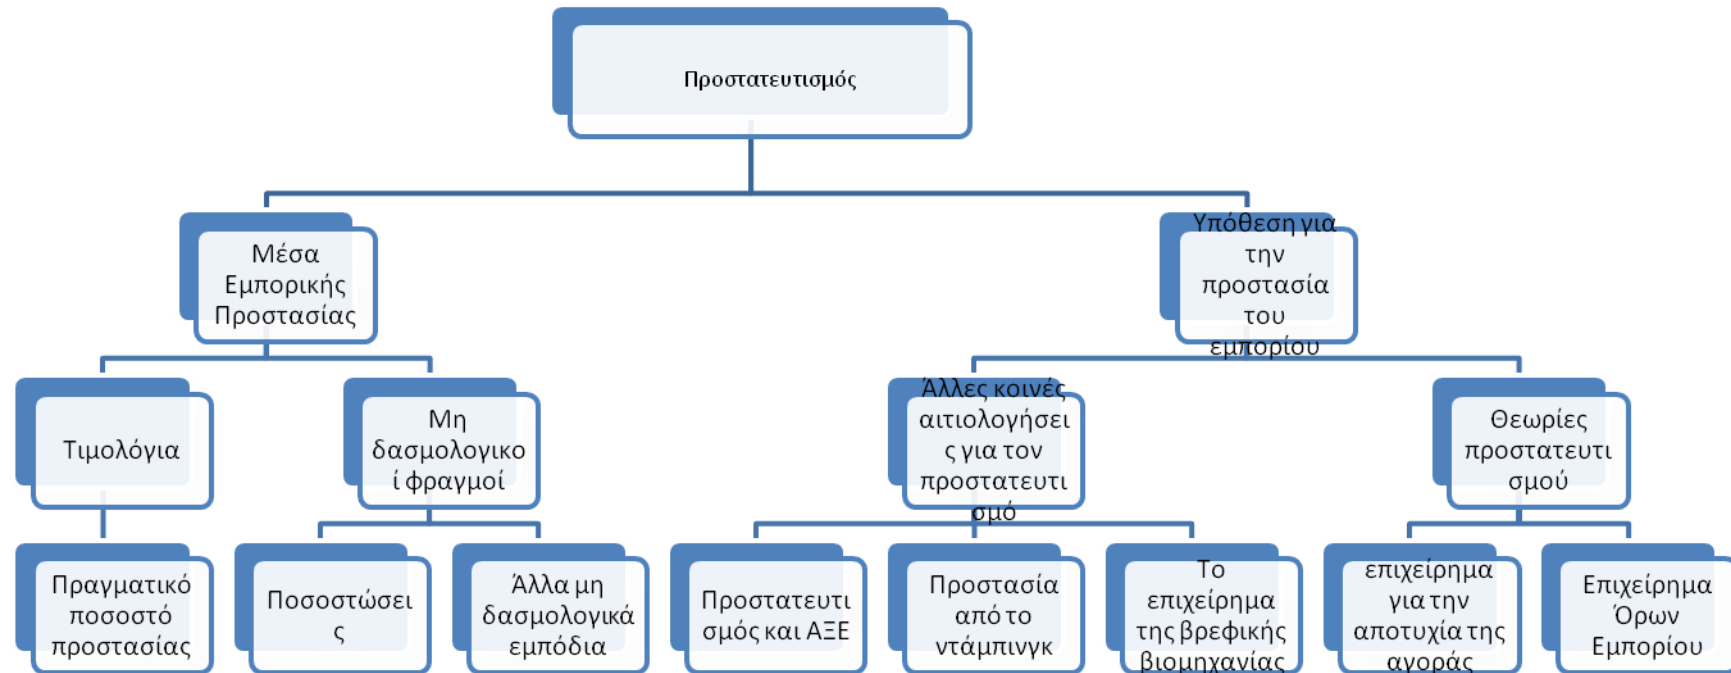 Προστατευτισμός
Μέσα
Εμπορικής
Προστασίας
Υπόθεση για
την
προστασία
του
εμπορίου
Τιμολόγια
Μη
δασμολογικο
ί φραγμοί
Άλλες κοινές
αιτιολογήσει
ς για τον
προστατευτι
σμό
Θεωρίες
προστατευτι
σμού
Πραγματικό
ποσοστό
προστασίας
Ποσοστώσει
ς
Άλλα μη
δασμολογικά
εμπόδια
Προστατευτι
σμός και ΑΞΕ
Προστασία
από το
ντάμπινγκ
Το
επιχείρημα
της βρεφικής
βιομηχανίας
επιχείρημα
για την
αποτυχία της
αγοράς
Επιχείρημα
Όρων
Εμπορίου